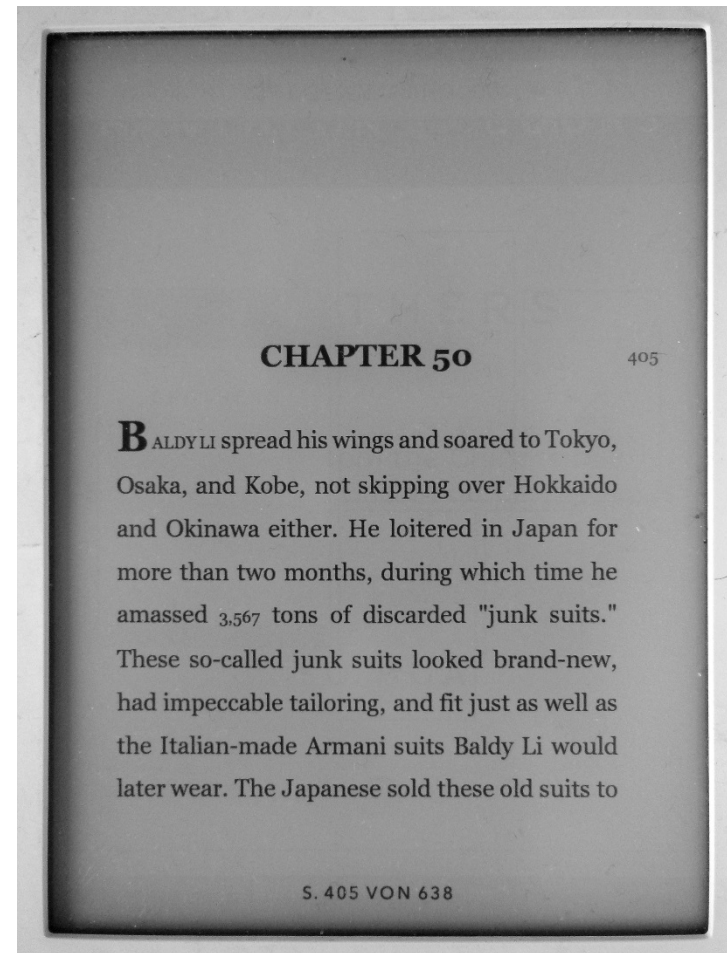 CHAPTER 50
405
BALDY LI spread his wings and soared to Tokyo,
Osaka, and Kobe, not skipping over Hokkaido
and Okinawa either. He loitered in Japan for
more than two months, during which time he
amassed 3,567 tons of discarded "junk suits."
These so-called junk suits looked brand-new,
had impeccable tailoring, and fit just as well as
the Italian-made Armani suits Baldy Li would
later wear. The Japanese sold these old suits to
S. 405 VON 638